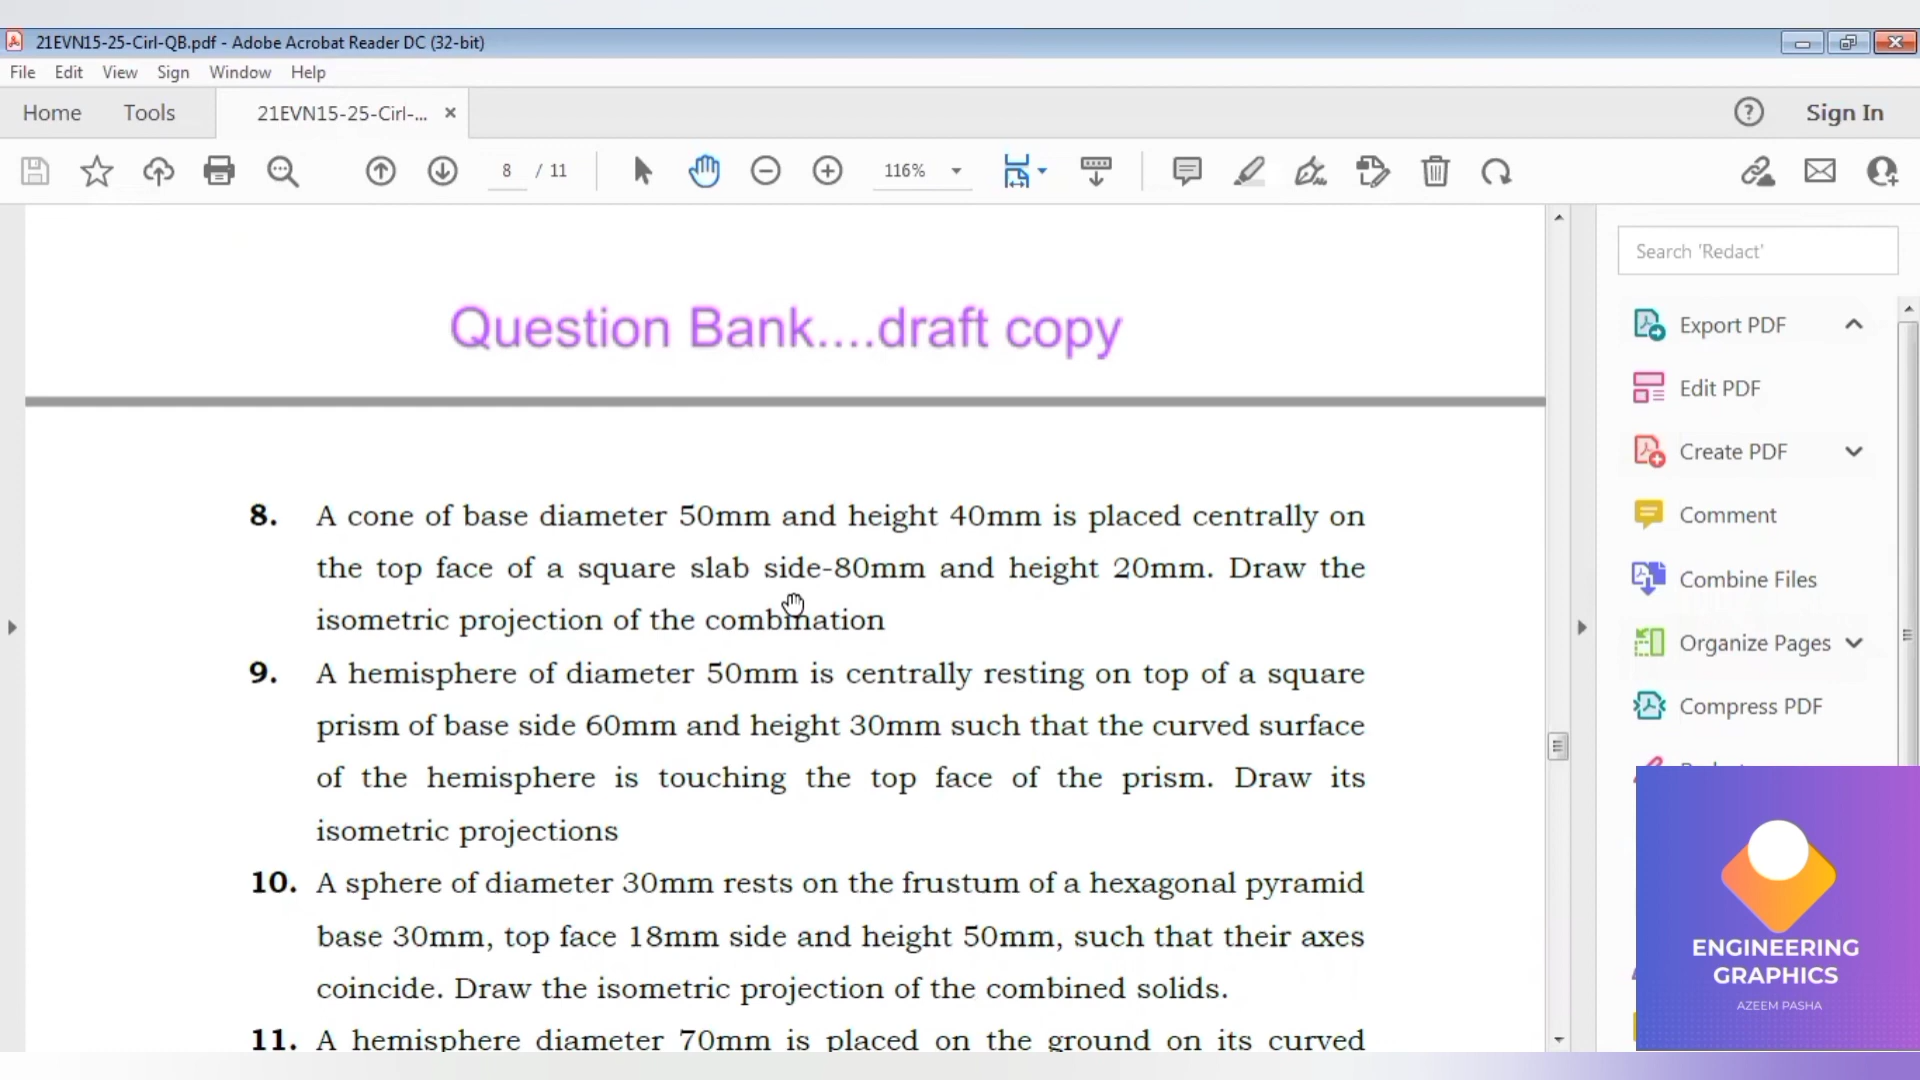 21EVN15-25-Cirl-QB.pdf - Adobe Acrobat Reader DC (32-bit)
File Edit View Sign Window Help
Home Tools 21EVN15-25-Cirl-... Sign In
8 / 11 116%
Search 'Redact'
Export PDF
Edit PDF
Create PDF
Comment
Combine Files
Organize Pages
Compress PDF
Question Bank....draft copy
8. A cone of base diameter 50mm and height 40mm is placed centrally on
the top face of a square slab side-80mm and height 20mm. Draw the
isometric projection of the combination
9. A hemisphere of diameter 50mm is centrally resting on top of a square
prism of base side 60mm and height 30mm such that the curved surface
of the hemisphere is touching the top face of the prism. Draw its
isometric projections
10. A sphere of diameter 30mm rests on the frustum of a hexagonal pyramid
base 30mm, top face 18mm side and height 50mm, such that their axes
coincide. Draw the isometric projection of the combined solids.
11. A hemisphere diameter 70mm is placed on the ground on its curved
ENGINEERING
GRAPHICS
AZEEM PASHA